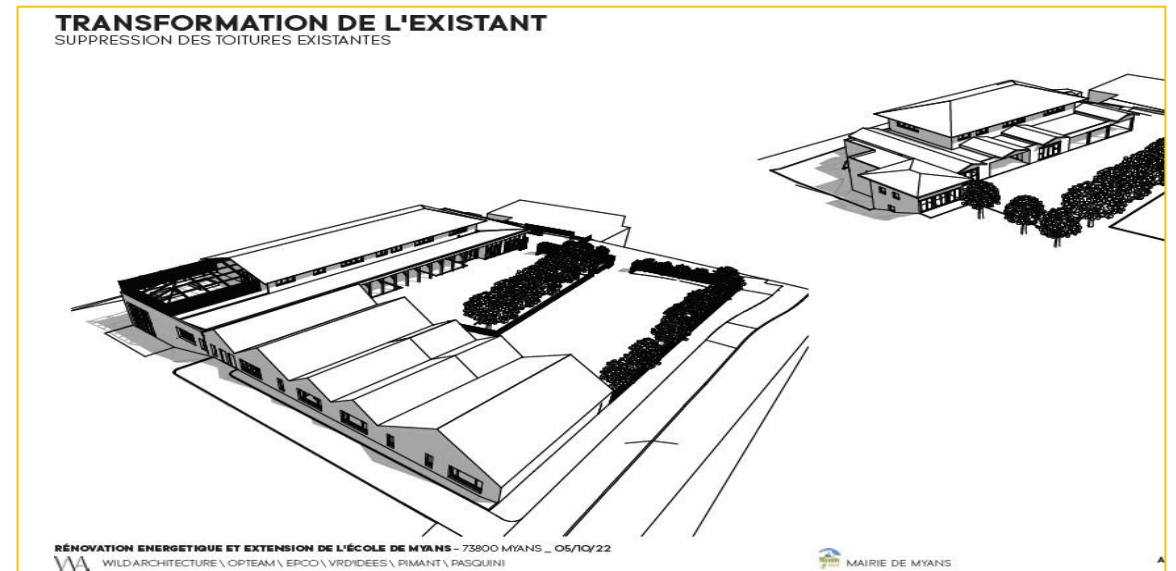 TRANSFORMATION DE L'EXISTANT
SUPPRESSION DES TOITURES EXISTANTES
RÉNOVATION ENERGETIQUE ET EXTENSION DE L'ÉCOLE DE MYANS - 73800 MYANS _ 05/10/22
WILD ARCHITECTURE \ OPTEAM \ EPCO \ VRD'IDEES \ PIMANT \ PASQUINI
MAIRIE DE MYANS